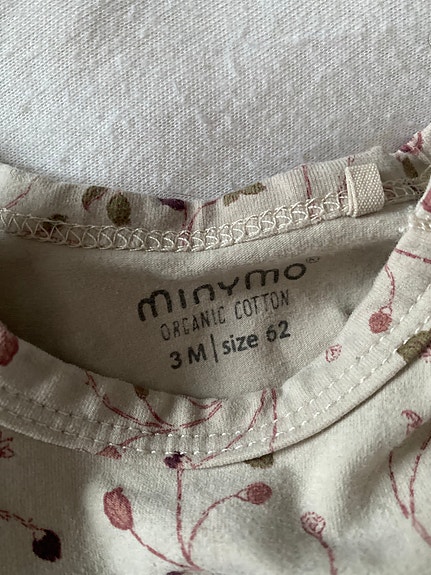 minymo®
ORGANIC COTTON
3 M | size 62